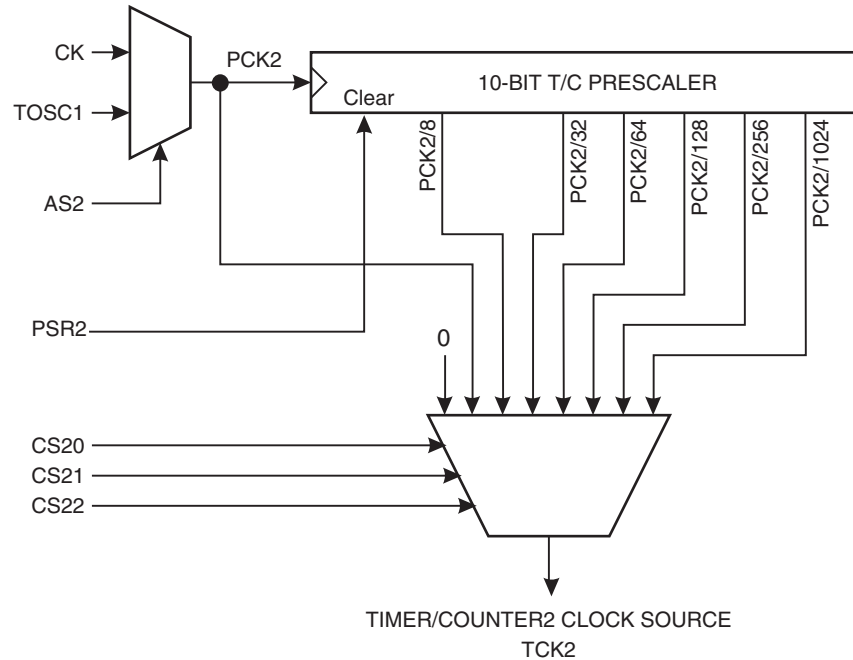 CK
PCK2
10-BIT T/C PRESCALER
TOSC1
Clear
PCK2/8
PCK2/32
PCK2/64
PCK2/128
PCK2/256
PCK2/1024
AS2
PSR2
0
CS20
CS21
CS22
TIMER/COUNTER2 CLOCK SOURCE
TCK2